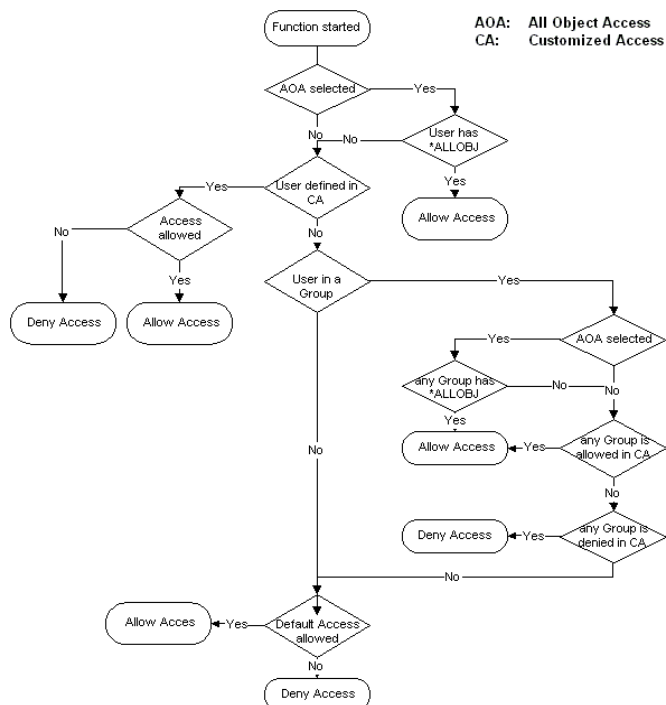 Function started
AOA: All Object Access
CA: Customized Access
AOA selected
Yes
No
No
User has
*ALLOBJ
Yes
Allow Access
Yes
User defined in
CA
No
Access
allowed
No
Yes
Deny Access
Allow Access
User in a
Group
Yes
AOA selected
Yes
No
any Group has
*ALLOBJ
No
Yes
Allow Access
Yes
any Group is
allowed in CA
No
No
Deny Access
Yes
any Group is
denied in CA
No
Allow Acces
Yes
Default Access
allowed
No
Deny Access